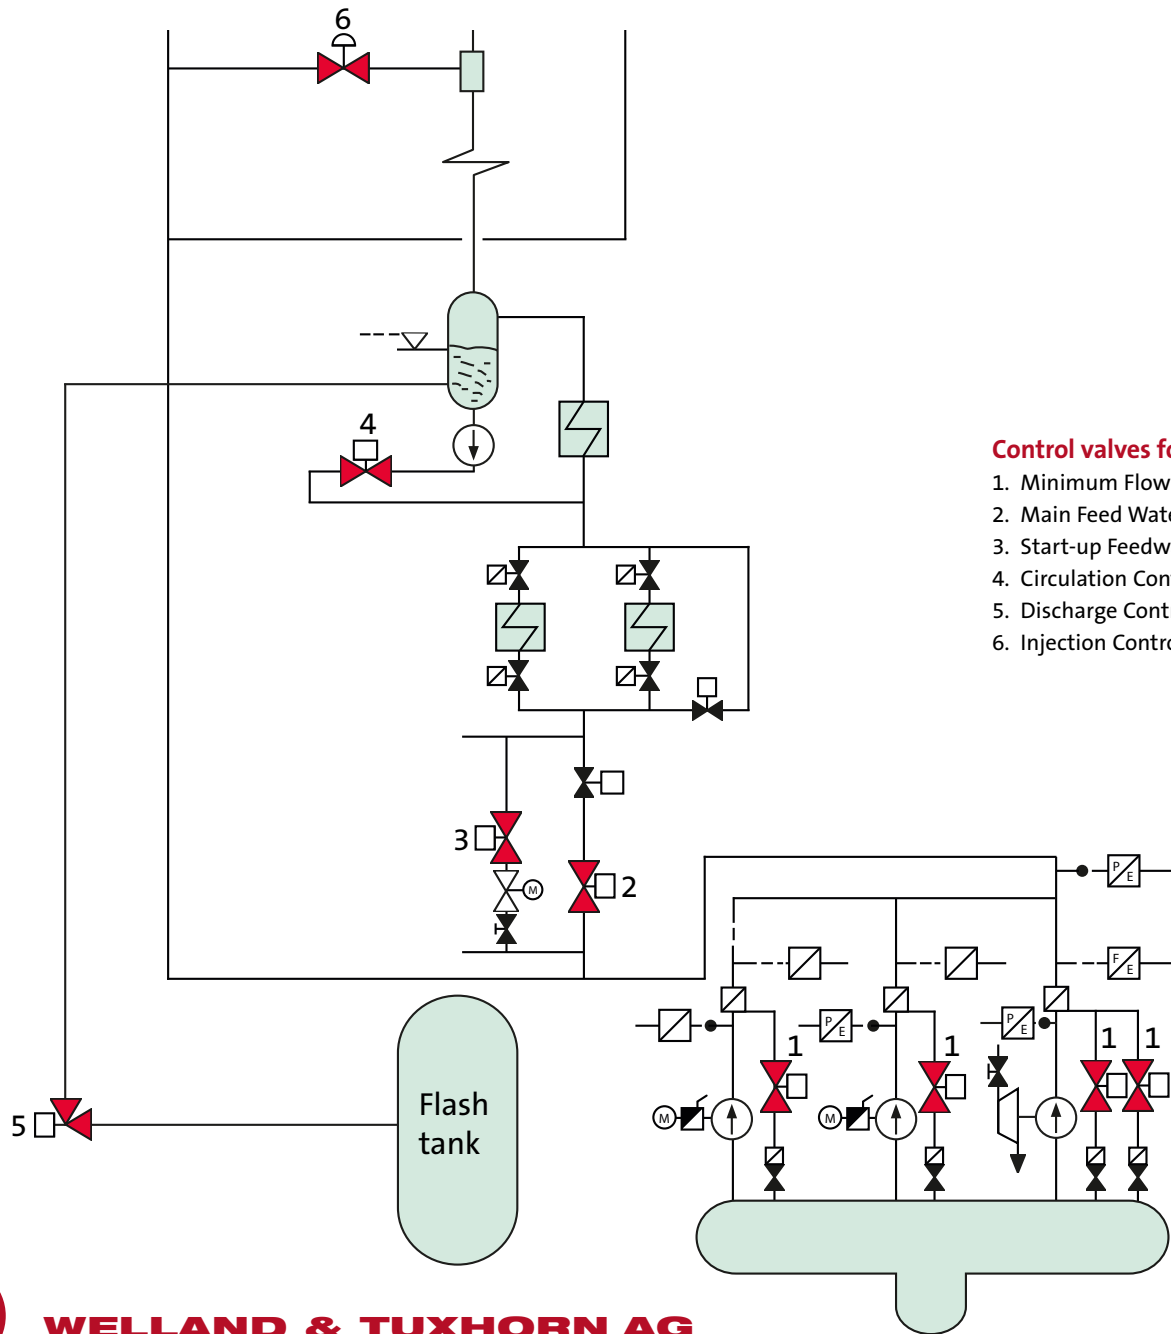 6
4
Control valves fo
1. Minimum Flow
2. Main Feed Wate
3. Start-up Feedw
4. Circulation Con
5. Discharge Cont
6. Injection Contro
3
M
2
P
E
F
E
P
E
P
E
1
1
1
1
M
M
5
Flash
tank
WELLAND & TUXHORN AG